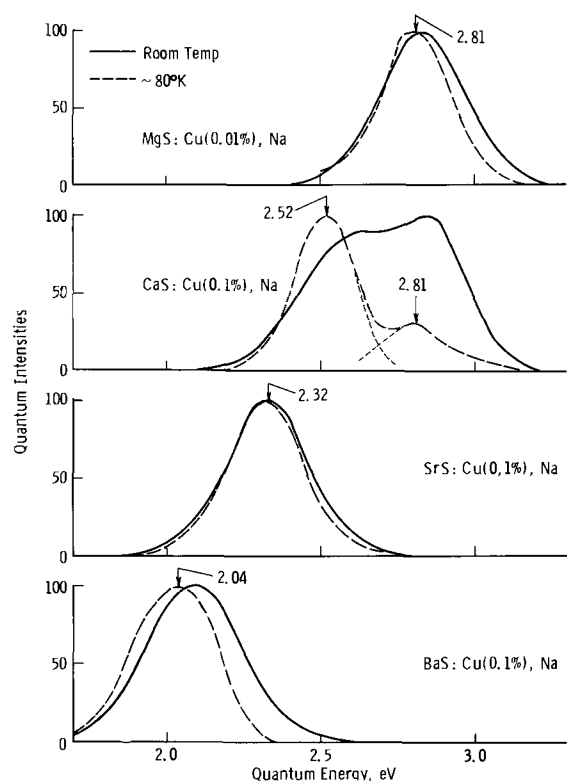 100
50
0
Room Temp
~ 80°K
2.81
MgS: Cu(0.01%), Na
100
50
0
2.52
2.81
CaS: Cu(0.1%), Na
100
50
0
2.32
SrS: Cu(0,1%), Na
100
50
0
2.04
BaS: Cu(0.1%), Na
2.0
2.5
3.0
Quantum Energy, eV
Quantum Intensities